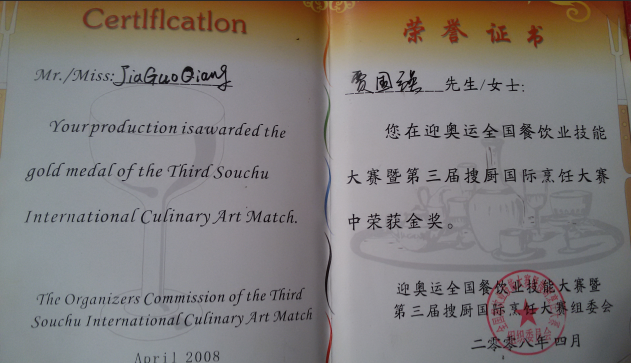 CertIfIcatIon
Mr./Miss: JiaGuoQiang
Your production isawarded the
gold medal of the Third Souchu
International Culinary Art Match.
The Organizers Commission of the Third
Souchu International Culinary Art Match
April 2008
荣誉证书
贾国强 先生/女士:
您在迎奥运全国餐饮业技能
大赛暨第三届搜厨国际烹饪大赛
中荣获金奖。
迎奥运全国餐饮业技能大赛暨
第三届搜厨国际烹饪大赛组委会
二零零八年四月